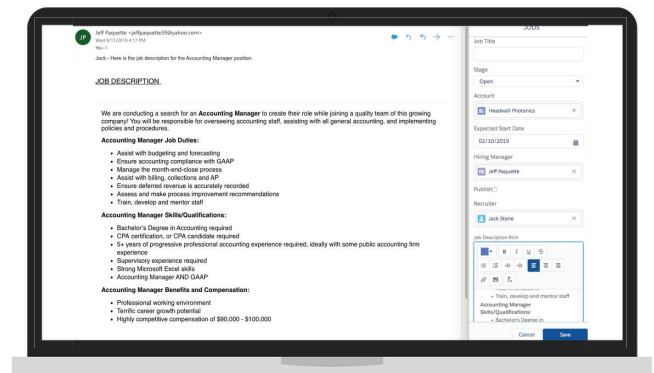 JP
Jeff Paquette <jeffpaquette39@yahoo.com>
Wed 9/11/2019 4:17 PM
You
Jack - Here is the job description for the Accounting Manager position.
JOB DESCRIPTION
We are conducting a search for an Accounting Manager to create their role while joining a quality team of this growing
company! You will be responsible for overseeing accounting staff, assisting with all general accounting, and implementing
policies and procedures.
Accounting Manager Job Duties:
• Assist with budgeting and forecasting
• Ensure accounting compliance with GAAP
• Manage the month-end-close process
• Assist with billing, collections and AP
• Ensure deferred revenue is accurately recorded
• Assess and make process improvement recommendations
• Train, develop and mentor staff
Accounting Manager Skills/Qualifications:
• Bachelor's Degree in Accounting required
• CPA certification, or CPA candidate required
• 5+ years of progressive professional accounting experience required, ideally with some public accounting firm
experience
• Supervisory experience required
• Strong Microsoft Excel skills
• Accounting Manager AND GAAP
Accounting Manager Benefits and Compensation:
• Professional working environment
• Terrific career growth potential
• Highly competitive compensation of $90,000 - $100,000
JOBS
Job Title
Stage
Open
Account
Headwall Photonics
Expected Start Date
02/10/2019
Hiring Manager
Jeff Paquette
Publish
Recruiter
Jack Stone
Job Description Rich
B I U S
• Train, develop and mentor staff
Accounting Manager
Skills/Qualifications:
• Bachelor's Degree in
Cancel Save